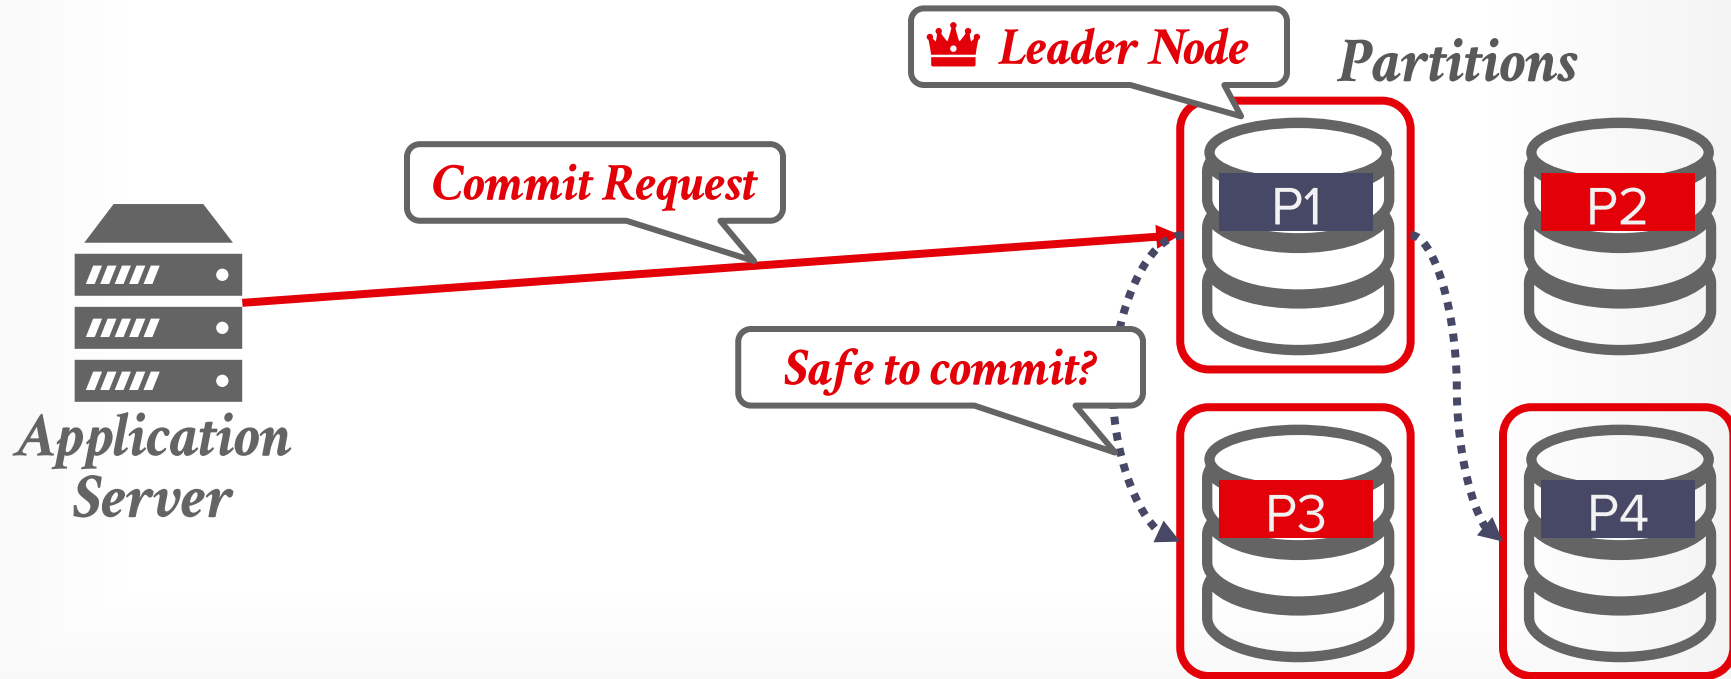 Leader Node
Partitions
Commit Request
P1
P2
Safe to commit?
Application
Server
P3
P4